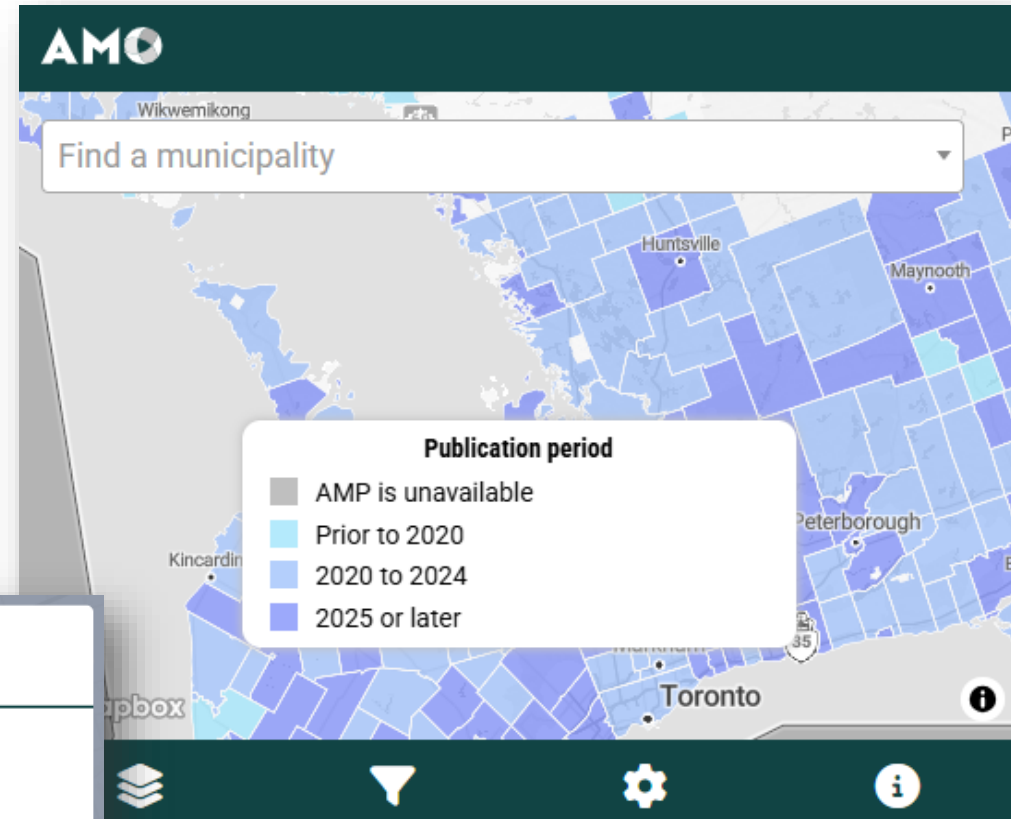 AMO
Wikwemikong
Find a municipality
Huntsville
Maynooth
Publication period
AMP is unavailable
Prior to 2020
2020 to 2024
2025 or later
Peterborough
Kincardin
35
Markham
Toronto
apbox
i
i